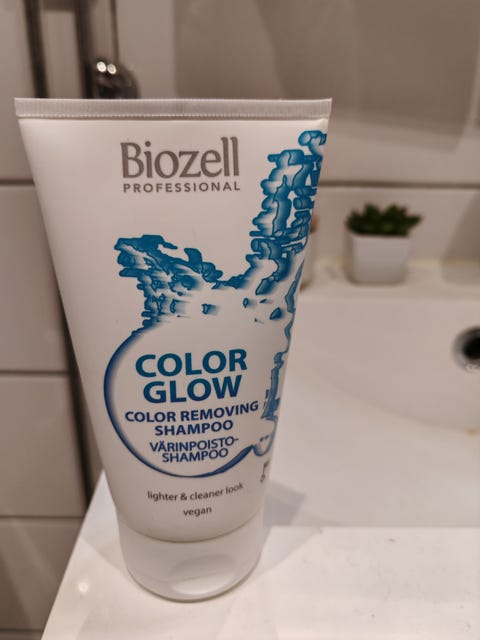 Biozell
PROFESSIONAL
COLOR
GLOW
COLOR REMOVING
SHAMPOO
VÄRINPOISTO-
SHAMPOO
lighter & cleaner look
vegan